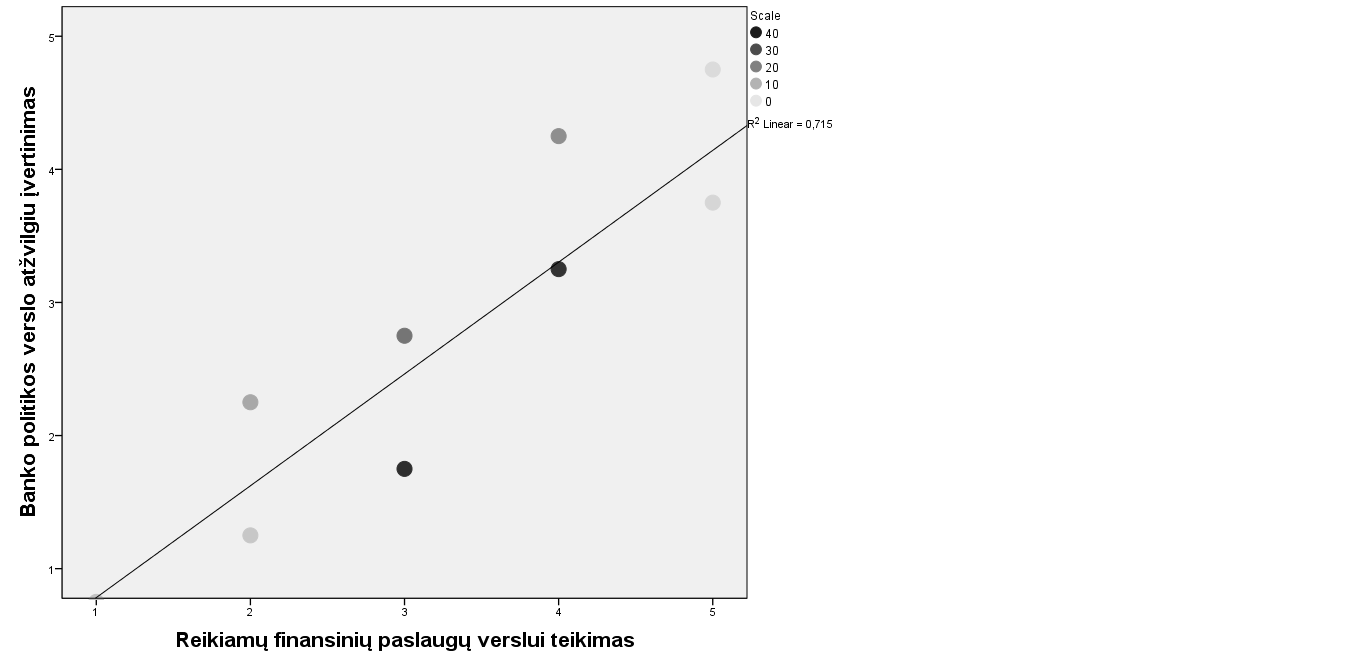 Scale
40
30
20
10
0
R² Linear = 0,715
Banko politikos verslo atžvilgiu įvertinimas
5
4
3
2
1
1 2 3 4 5
Reikiamų finansinių paslaugų verslui teikimas